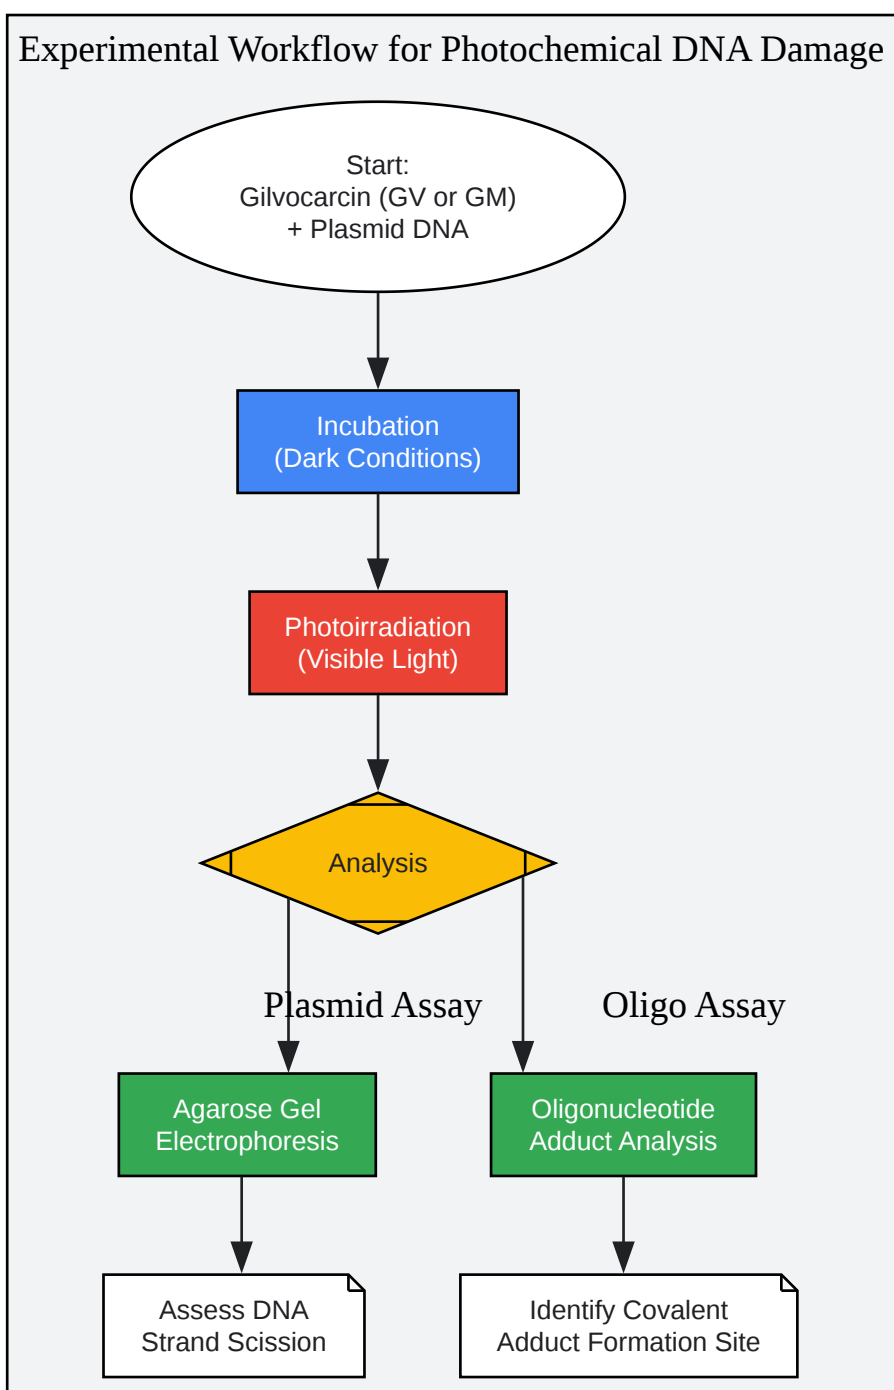 Experimental Workflow for Photochemical DNA Damage
Start:
Gilvocarcin (GV or GM)
+ Plasmid DNA
Incubation
(Dark Conditions)
Photoirradiation
(Visible Light)
Analysis
Plasmid Assay
Oligo Assay
Agarose Gel
Electrophoresis
Oligonucleotide
Adduct Analysis
Assess DNA
Strand Scission
Identify Covalent
Adduct Formation Site